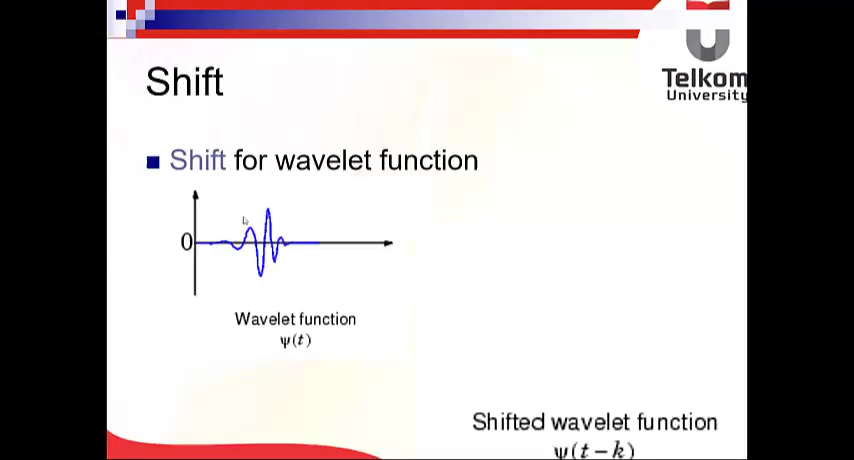 Telkom
University
Shift
Shift for wavelet function
0
Wavelet function
ψ(t)
Shifted wavelet function
ψ(t−k)